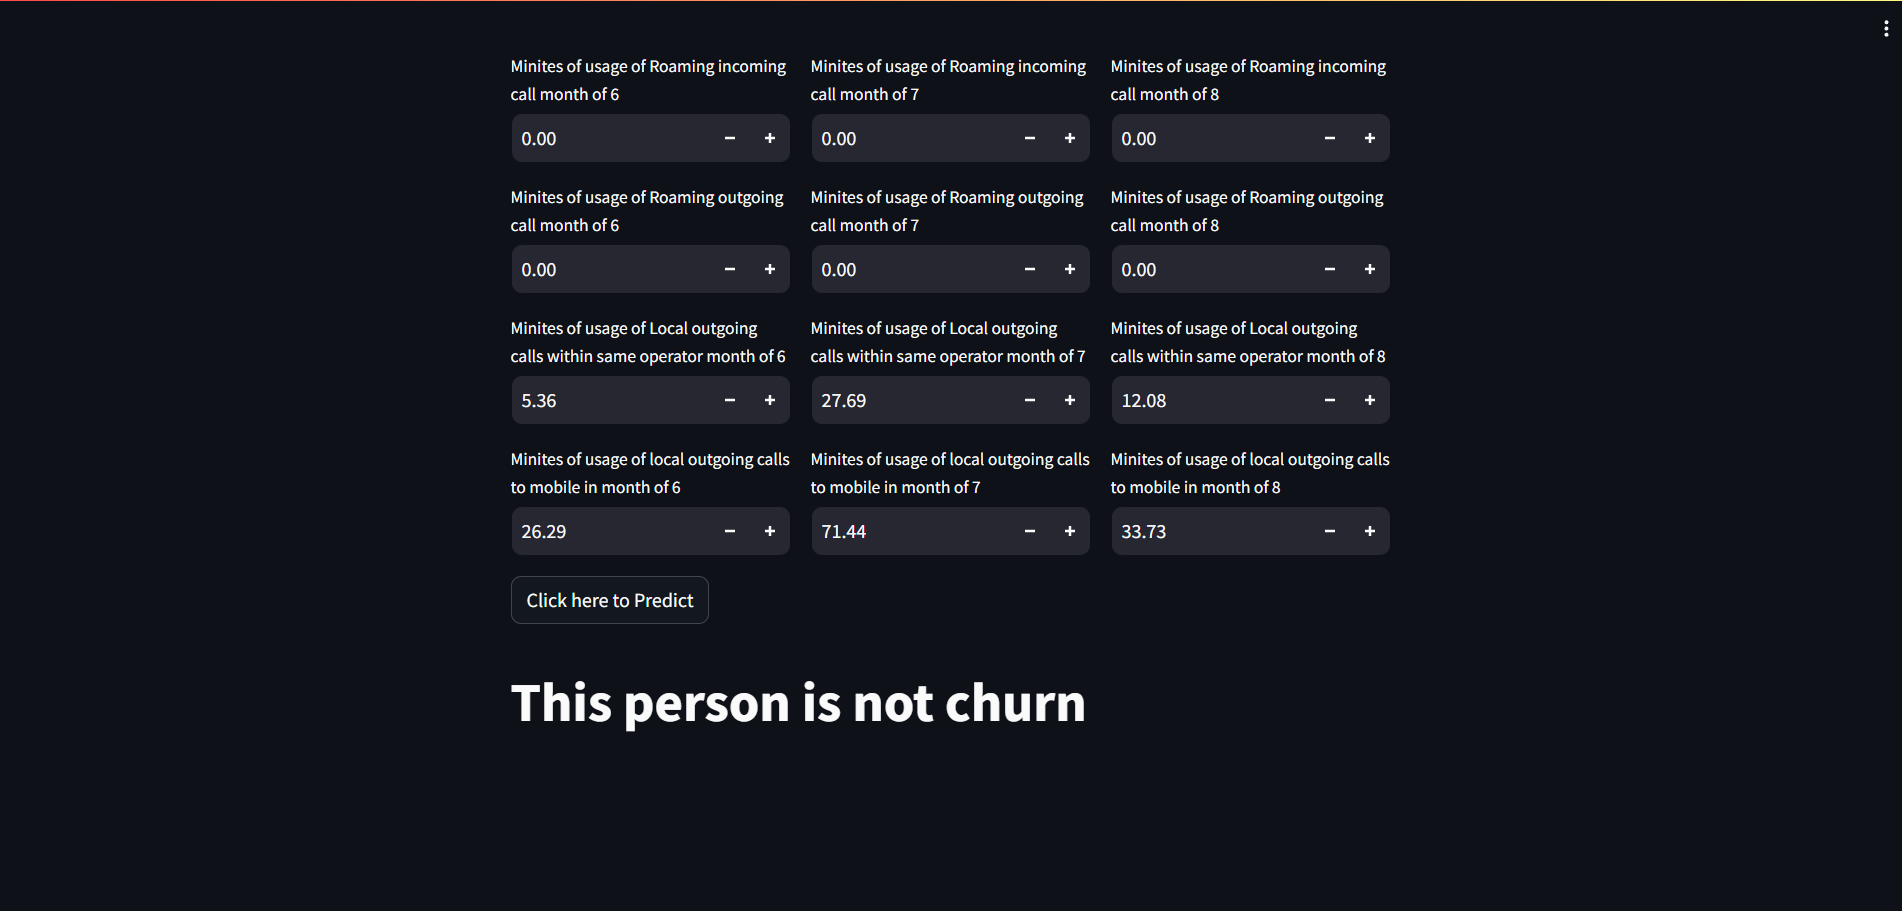 Minites of usage of Roaming incoming
call month of 6
Minites of usage of Roaming incoming
call month of 7
Minites of usage of Roaming incoming
call month of 8
0.00
0.00
0.00
Minites of usage of Roaming outgoing
call month of 6
Minites of usage of Roaming outgoing
call month of 7
Minites of usage of Roaming outgoing
call month of 8
0.00
0.00
0.00
Minites of usage of Local outgoing
calls within same operator month of 6
Minites of usage of Local outgoing
calls within same operator month of 7
Minites of usage of Local outgoing
calls within same operator month of 8
5.36
27.69
12.08
Minites of usage of local outgoing calls
to mobile in month of 6
Minites of usage of local outgoing calls
to mobile in month of 7
Minites of usage of local outgoing calls
to mobile in month of 8
26.29
71.44
33.73
Click here to Predict
This person is not churn